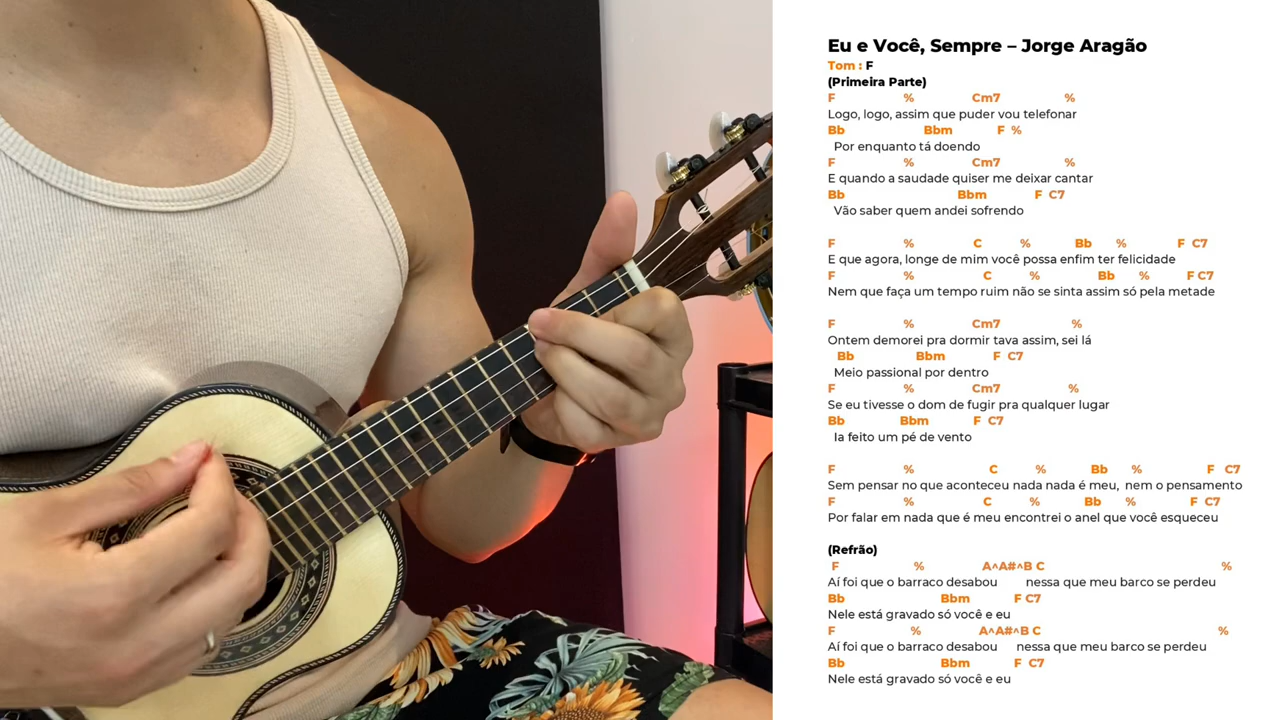 Eu e Você, Sempre – Jorge Aragão
Tom : F
(Primeira Parte)
F % Cm7 %
Logo, logo, assim que puder vou telefonar
Bb Bbm F %
Por enquanto tá doendo
F % Cm7 %
E quando a saudade quiser me deixar cantar
Bb Bbm F C7
Vão saber quem andei sofrendo
F % C % Bb % F C7
E que agora, longe de mim você possa enfim ter felicidade
F % C % Bb % F C7
Nem que faça um tempo ruim não se sinta assim só pela metade
F % Cm7 %
Ontem demorei pra dormir tava assim, sei lá
Bb Bbm F C7
Meio passional por dentro
F % Cm7 %
Se eu tivesse o dom de fugir pra qualquer lugar
Bb Bbm F C7
Ia feito um pé de vento
F % C % Bb % F C7
Sem pensar no que aconteceu nada nada é meu, nem o pensamento
F % C % Bb % F C7
Por falar em nada que é meu encontrei o anel que você esqueceu
(Refrão)
F % A^A#^B C %
Aí foi que o barraco desabou nessa que meu barco se perdeu
Bb Bbm F C7
Nele está gravado só você e eu
F % A^A#^B C %
Aí foi que o barraco desabou nessa que meu barco se perdeu
Bb Bbm F C7
Nele está gravado só você e eu